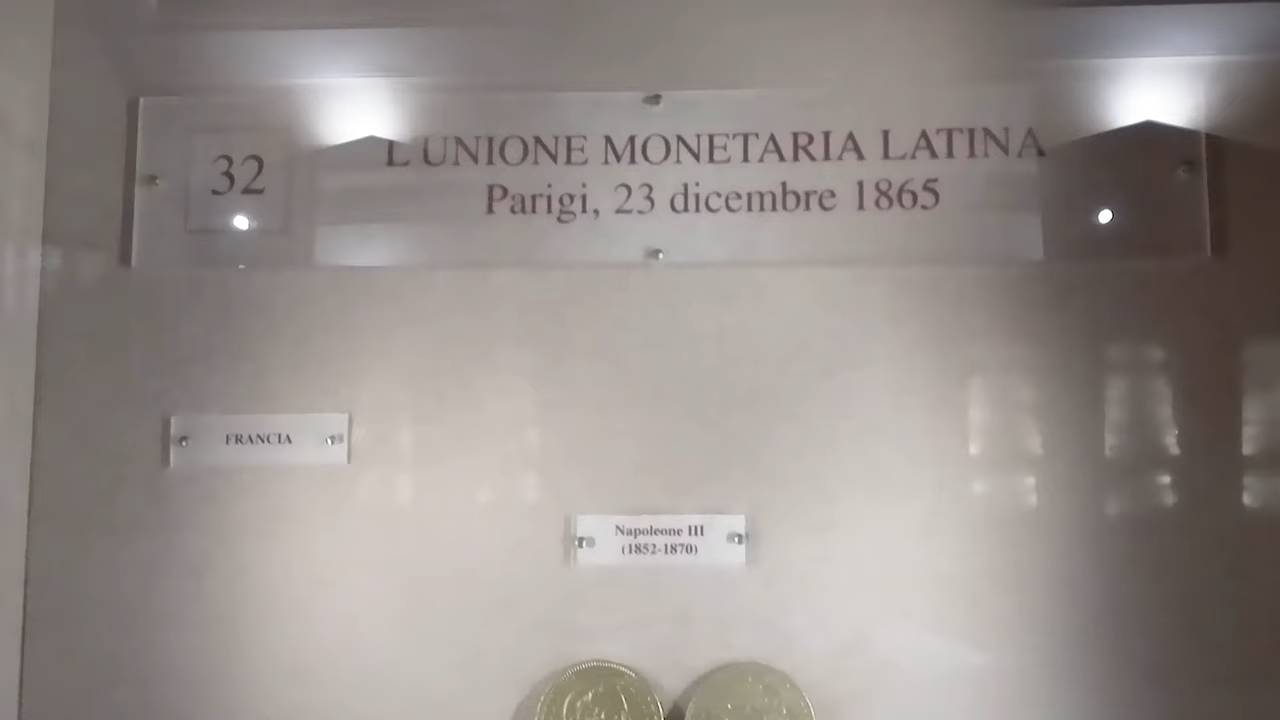 32
L'UNIONE MONETARIA LATINA
Parigi, 23 dicembre 1865
FRANCIA
Napoleone III
(1852-1870)